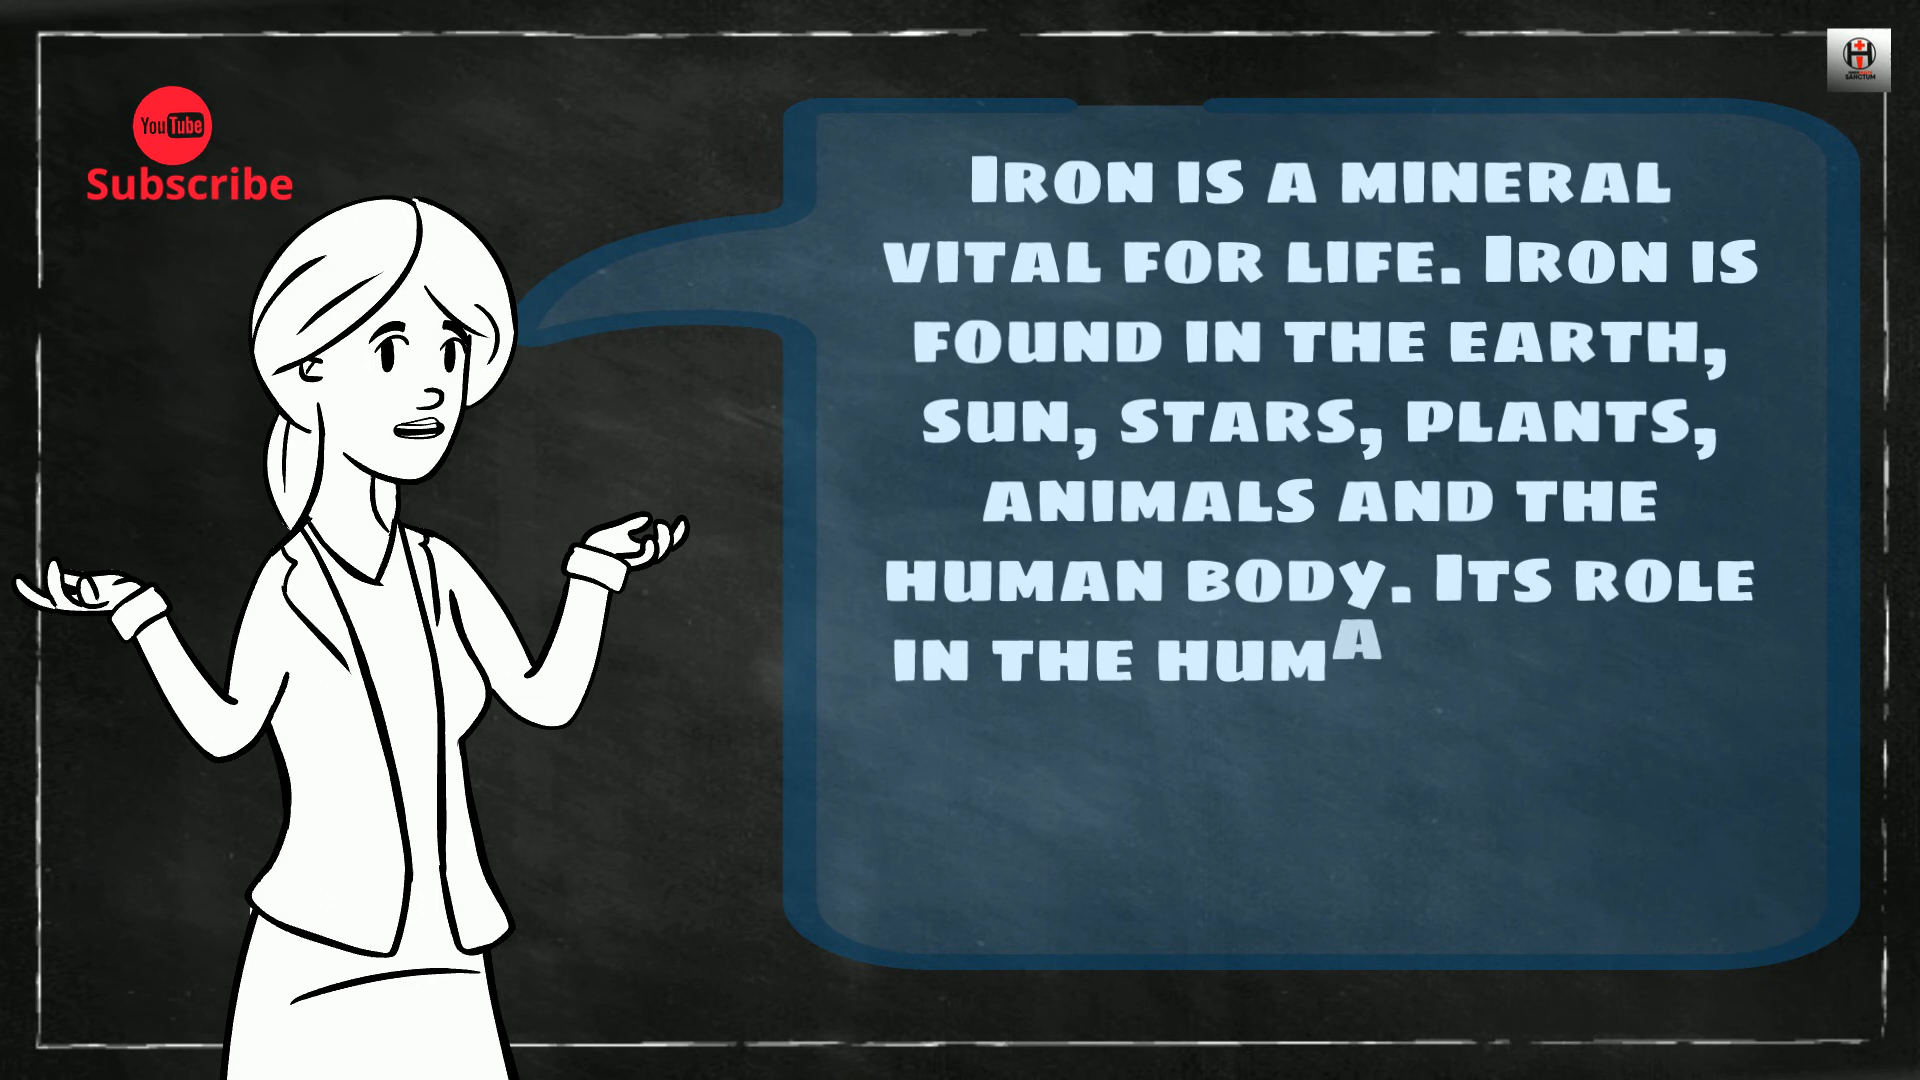 YouTube
Subscribe
H
SANCTUM
Iron is a mineral
vital for life. Iron is
found in the earth,
sun, stars, plants,
animals and the
human body. Its role
in the huma